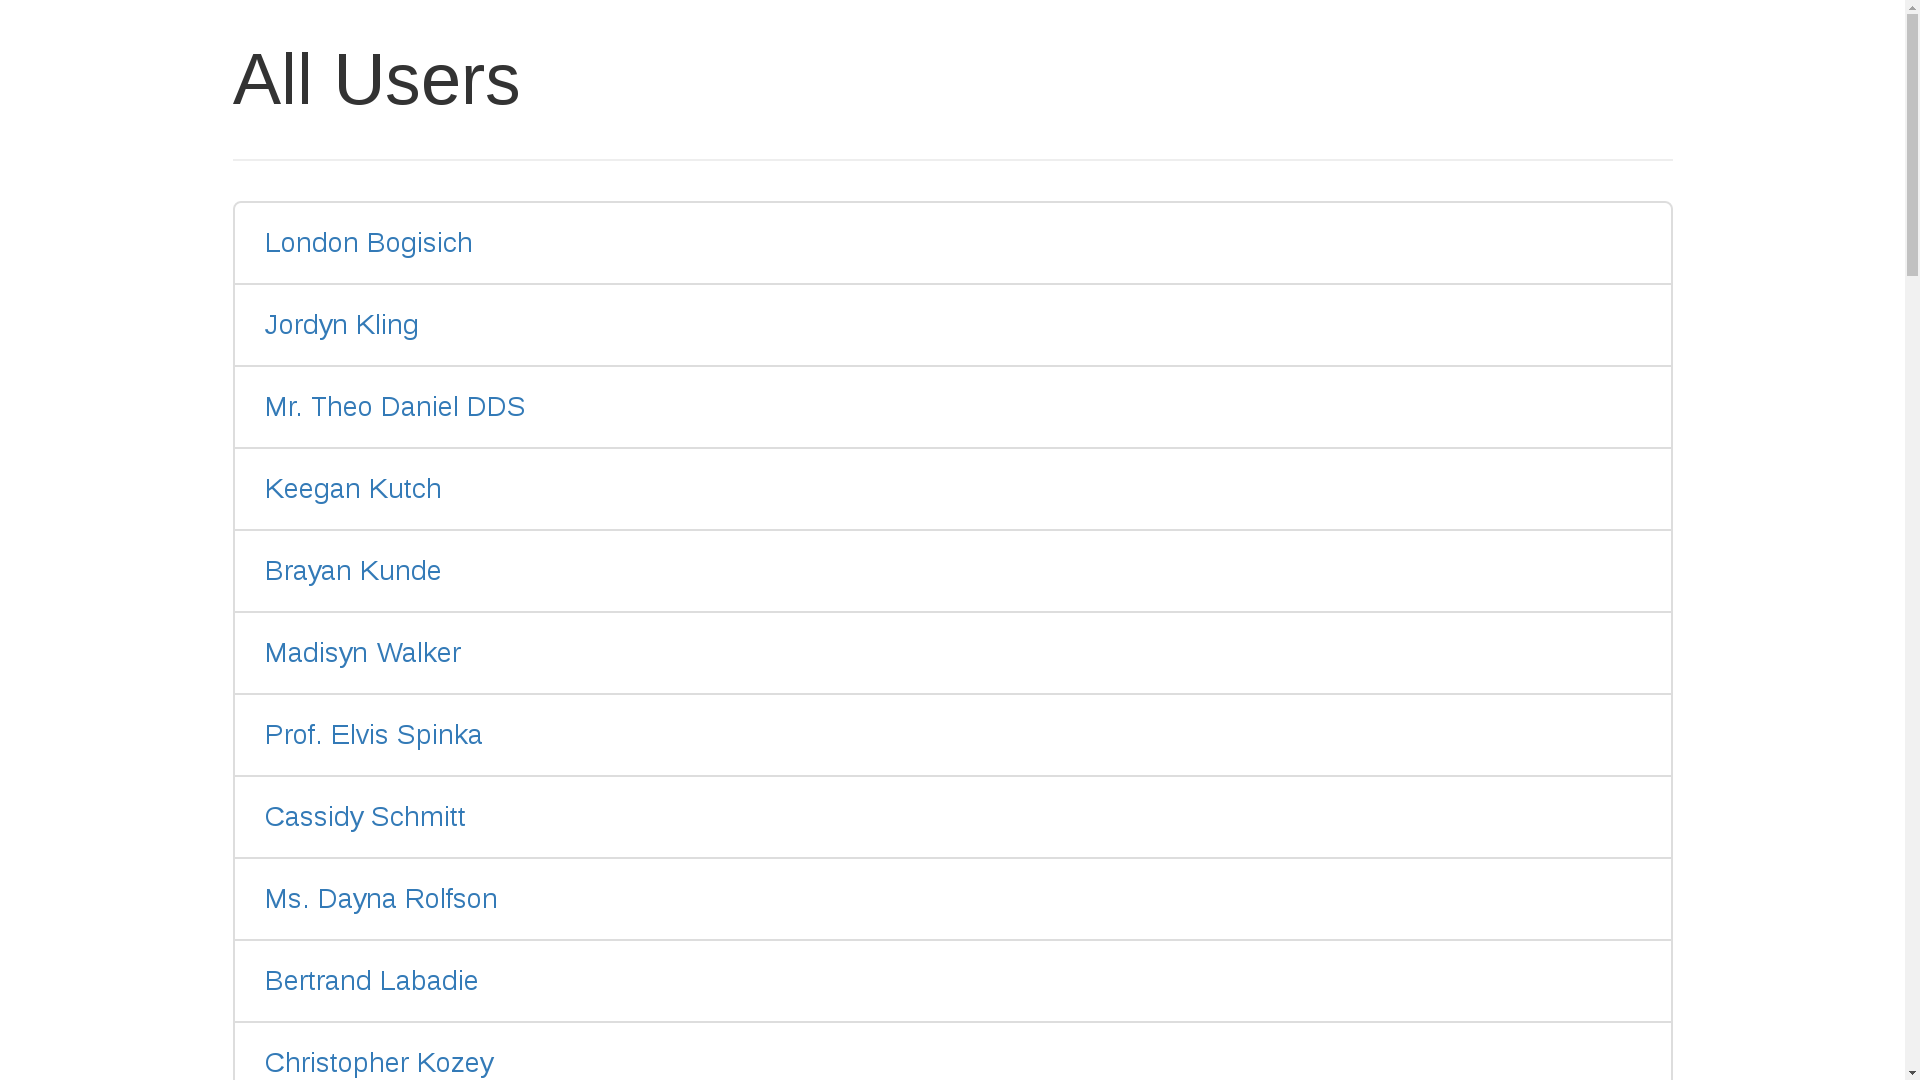 All Users
London Bogisich
Jordyn Kling
Mr. Theo Daniel DDS
Keegan Kutch
Brayan Kunde
Madisyn Walker
Prof. Elvis Spinka
Cassidy Schmitt
Ms. Dayna Rolfson
Bertrand Labadie
Christopher Kozey